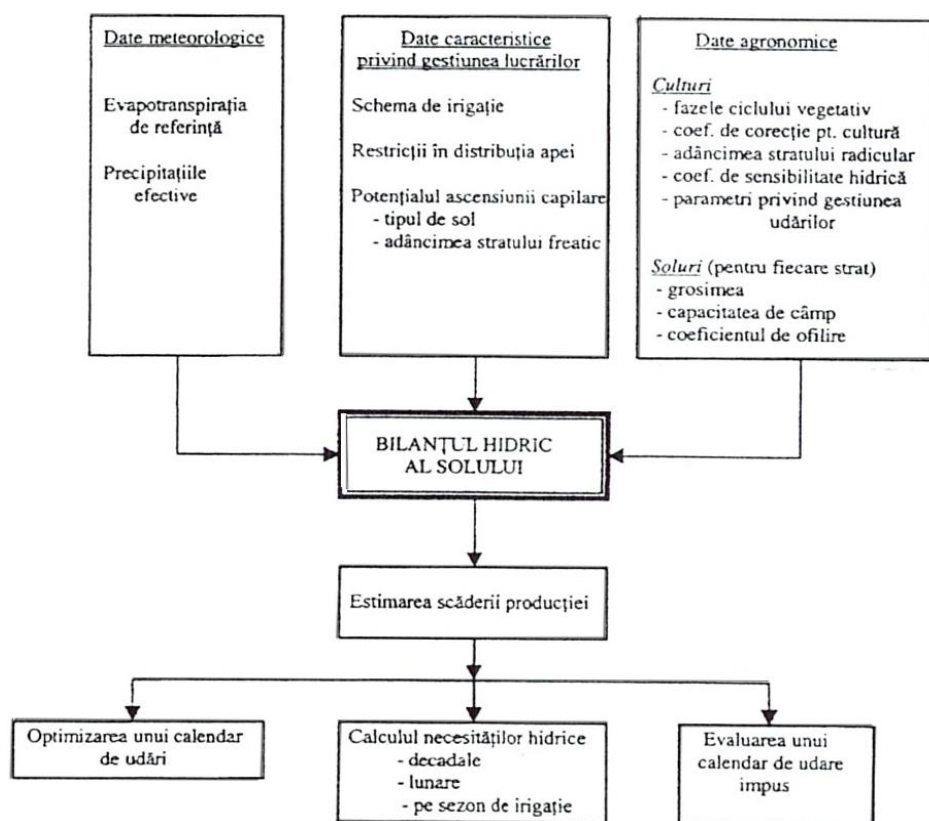 Date meteorologice
Evapotranspirația
de referință
Precipitațiile
efective
Date caracteristice
privind gestiunea lucrărilor
Schema de irigație
Restricții în distribuția apei
Potențialul ascensiunii capilare
- tipul de sol
- adâncimea stratului freatic
Date agronomice
Culturi
- fazele ciclului vegetativ
- coef. de corecție pt. cultură
- adâncimea stratului radicular
- coef. de sensibilitate hidrică
- parametri privind gestiunea
udărilor
Soluri (pentru fiecare strat)
- grosimea
- capacitatea de câmp
- coeficientul de ofilire
BILANȚUL HIDRIC
AL SOLULUI
Estimarea scăderii producției
Optimizarea unui calendar
de udări
Calculul necesităților hidrice
- decadale
- lunare
- pe sezon de irigație
Evaluarea unui
calendar de udare
impus